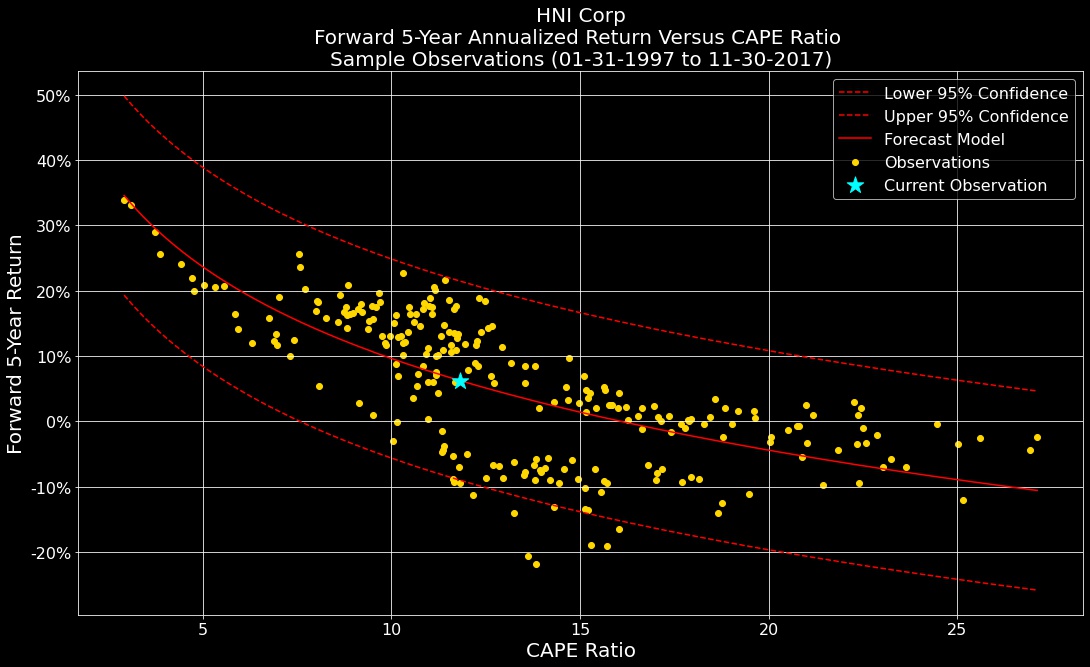 HNI Corp
Forward 5-Year Annualized Return Versus CAPE Ratio
Sample Observations (01-31-1997 to 11-30-2017)
Lower 95% Confidence
Upper 95% Confidence
Forecast Model
Observations
Current Observation
Forward 5-Year Return
50%
40%
30%
20%
10%
0%
-10%
-20%
5 10 15 20 25
CAPE Ratio